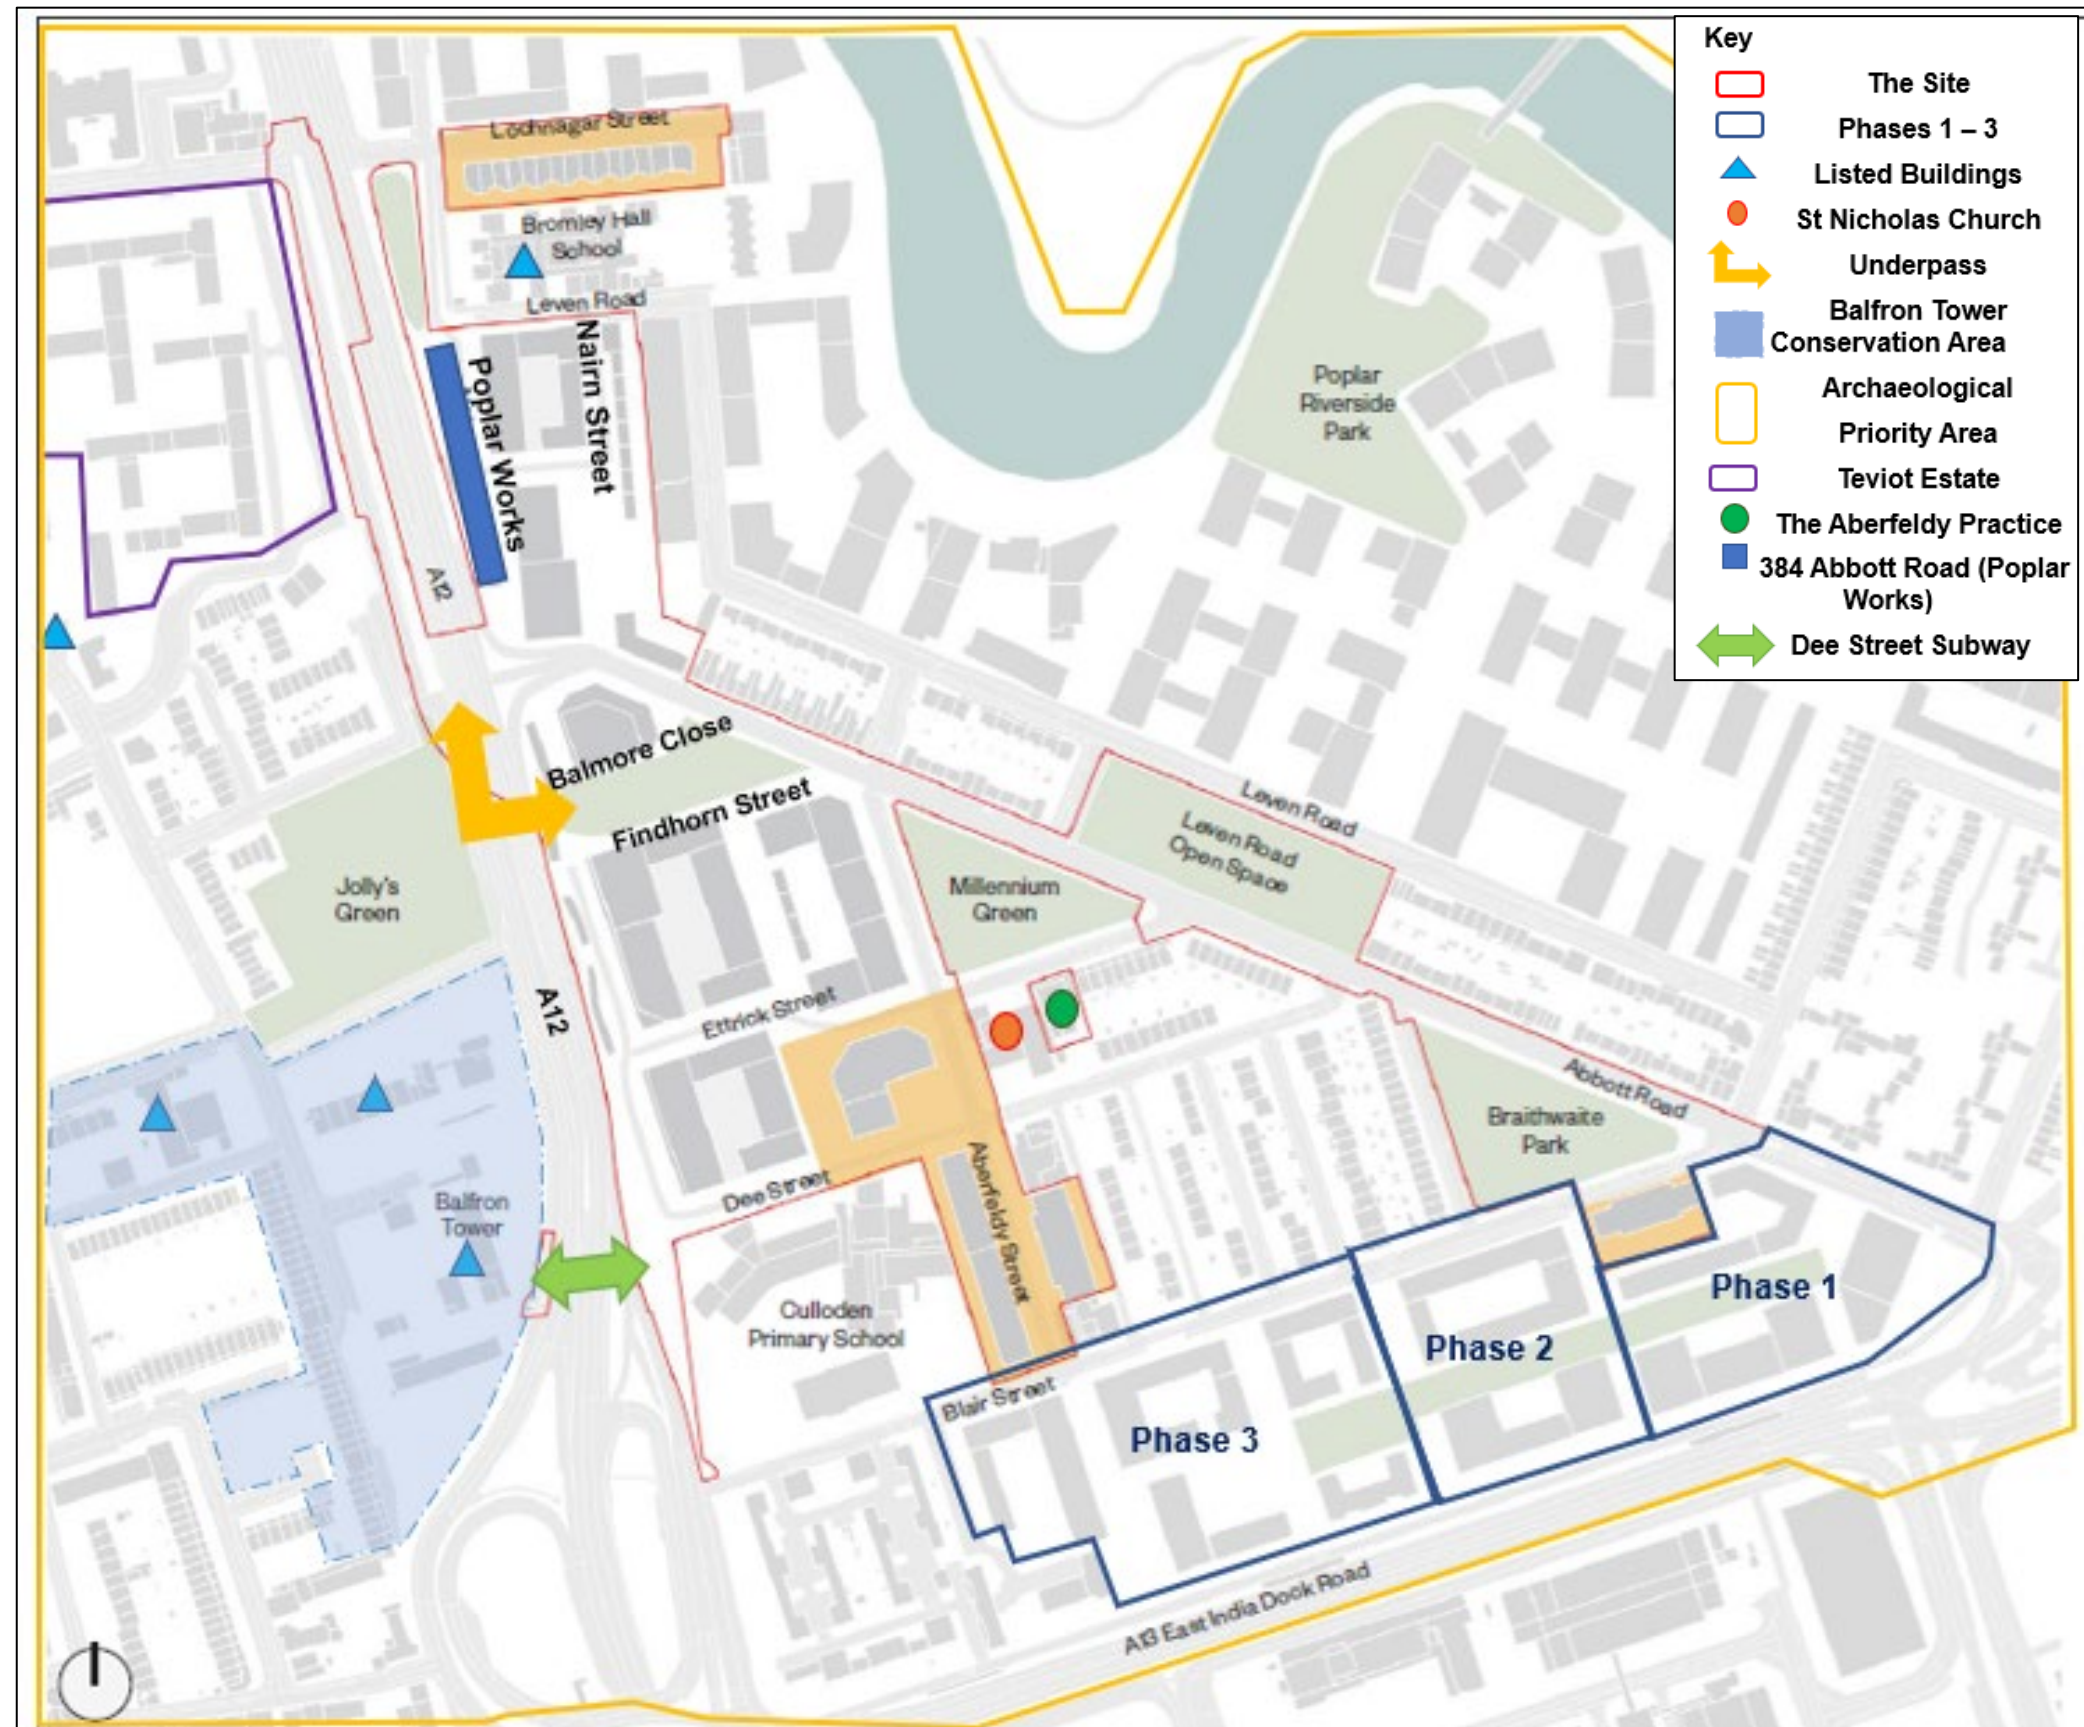 Key
The Site
Phases 1 – 3
Listed Buildings
St Nicholas Church
Underpass
Balfron Tower
Conservation Area
Archaeological
Priority Area
Teviot Estate
The Aberfeldy Practice
384 Abbott Road (Poplar
Works)
Dee Street Subway
Lochnagar Street
Bromley Hall
School
Leven Road
Nairn Street
Poplar Works
A12
Poplar
Riverside
Park
Balmore Close
Findhorn Street
Leven Road
Leven Road
Open Space
Jolly's
Green
Millennium
Green
A12
Ettrick Street
Abbott Road
Braithwaite
Park
Balfron
Tower
Dee Street
Aberfeldy Street
Culloden
Primary School
Phase 1
Phase 2
Blair Street
Phase 3
A13 East India Dock Road